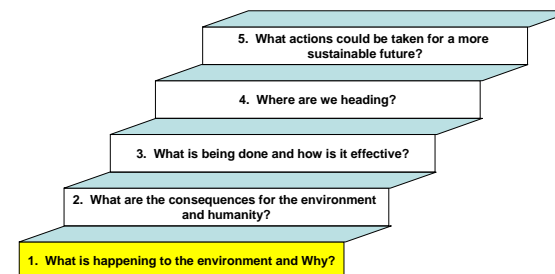 5. What actions could be taken for a more
sustainable future?
4. Where are we heading?
3. What is being done and how is it effective?
2. What are the consequences for the environment
and humanity?
1. What is happening to the environment and Why?